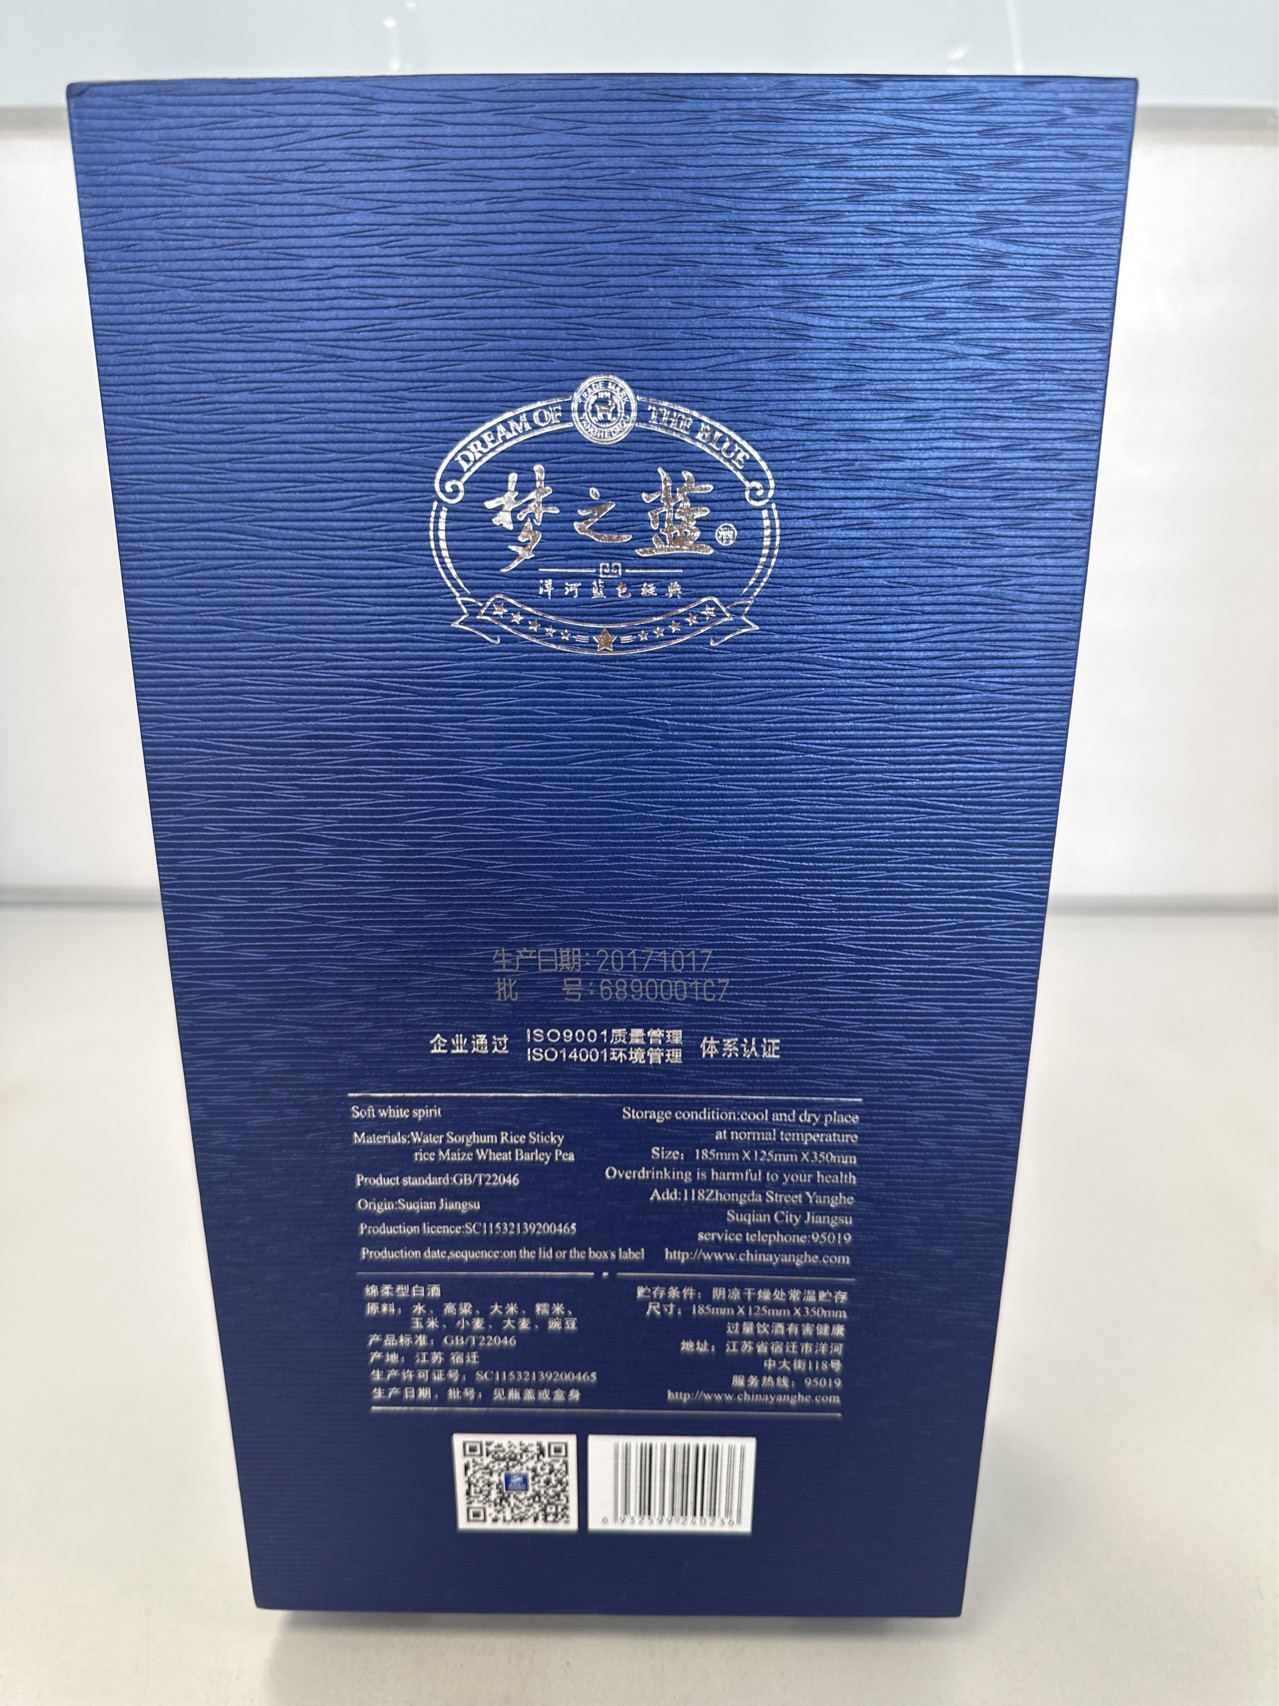 DREAM OF THE BLUE
TRADE MARK
梦之蓝
洋河蓝色经典
生产日期:20171017
批 号:6890001C7
企业通过 ISO9001质量管理 体系认证
ISO14001环境管理
Soft white spirit
Materials:Water Sorghum Rice Sticky
rice Maize Wheat Barley Pea
Product standard:GB/T22046
Origin:Suqian Jiangsu
Production licence:SC11532139200465
Production date,sequence:on the lid or the box's label
Storage condition:cool and dry place
at normal temperature
Size: 185mm X 125mm X 350mm
Overdrinking is harmful to your health
Add:118Zhongda Street Yanghe
Suqian City Jiangsu
service telephone:95019
http://www.chinayanghe.com
绵柔型白酒
原料: 水、高粱、大米、糯米、
玉米、小麦、大麦、豌豆
产品标准: GB/T22046
产地: 江苏 宿迁
生产许可证号: SC11532139200465
生产日期、批号: 见瓶盖或盒身
贮存条件: 阴凉干燥处常温贮存
尺寸: 185mm X 125mm X 350mm
过量饮酒有害健康
地址: 江苏省宿迁市洋河
中大街118号
服务热线: 95019
http://www.chinayanghe.com